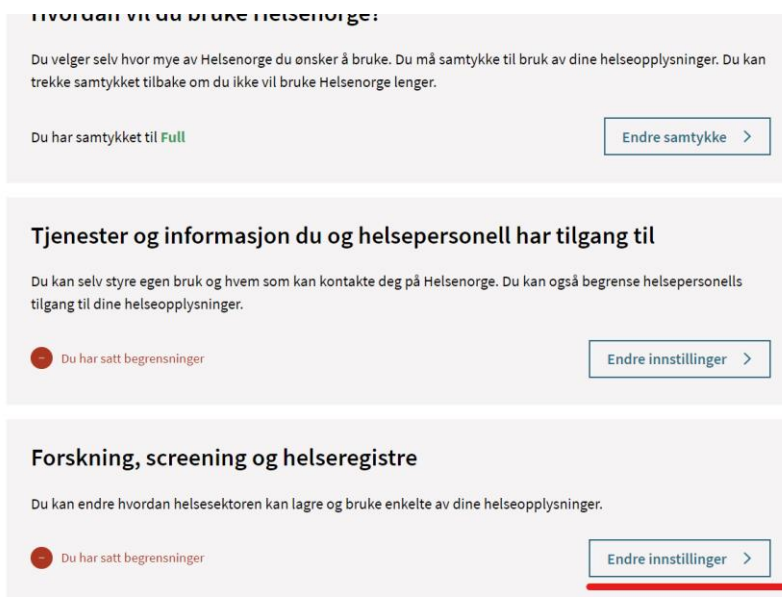 Hvordan vil du bruke Helsenorge?
Du velger selv hvor mye av Helsenorge du ønsker å bruke. Du må samtykke til bruk av dine helseopplysninger. Du kan
trekke samtykket tilbake om du ikke vil bruke Helsenorge lenger.
Du har samtykket til Full
Endre samtykke
Tjenester og informasjon du og helsepersonell har tilgang til
Du kan selv styre egen bruk og hvem som kan kontakte deg på Helsenorge. Du kan også begrense helsepersonells
tilgang til dine helseopplysninger.
Du har satt begrensninger
Endre innstillinger
Forskning, screening og helseregistre
Du kan endre hvordan helsesektoren kan lagre og bruke enkelte av dine helseopplysninger.
Du har satt begrensninger
Endre innstillinger